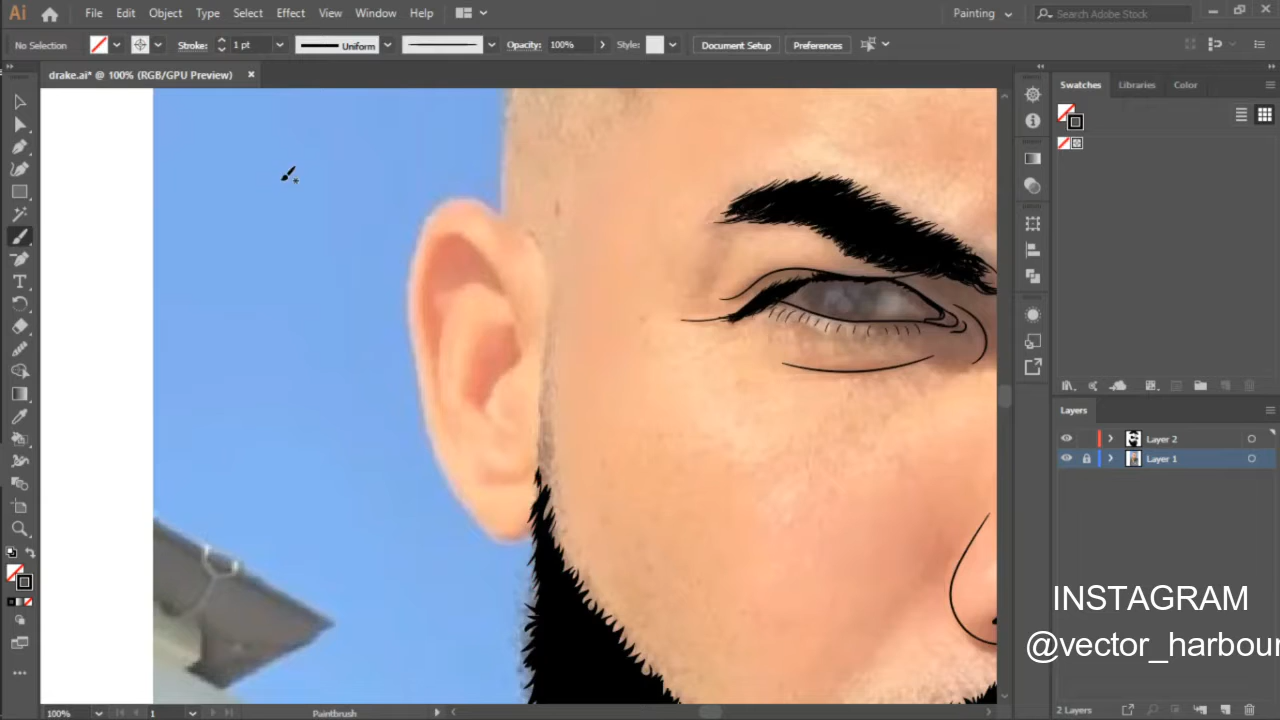 Ai File Edit Object Type Select Effect View Window Help Painting Search Adobe Stock
No Selection Stroke: 1 pt Uniform Opacity: 100% Style: Document Setup Preferences
drake.ai* @ 100% (RGB/GPU Preview) ×
Swatches Libraries Color
Layers
Layer 2
Layer 1
INSTAGRAM
@vector_harbour
100% 1 Paintbrush 2 Layers